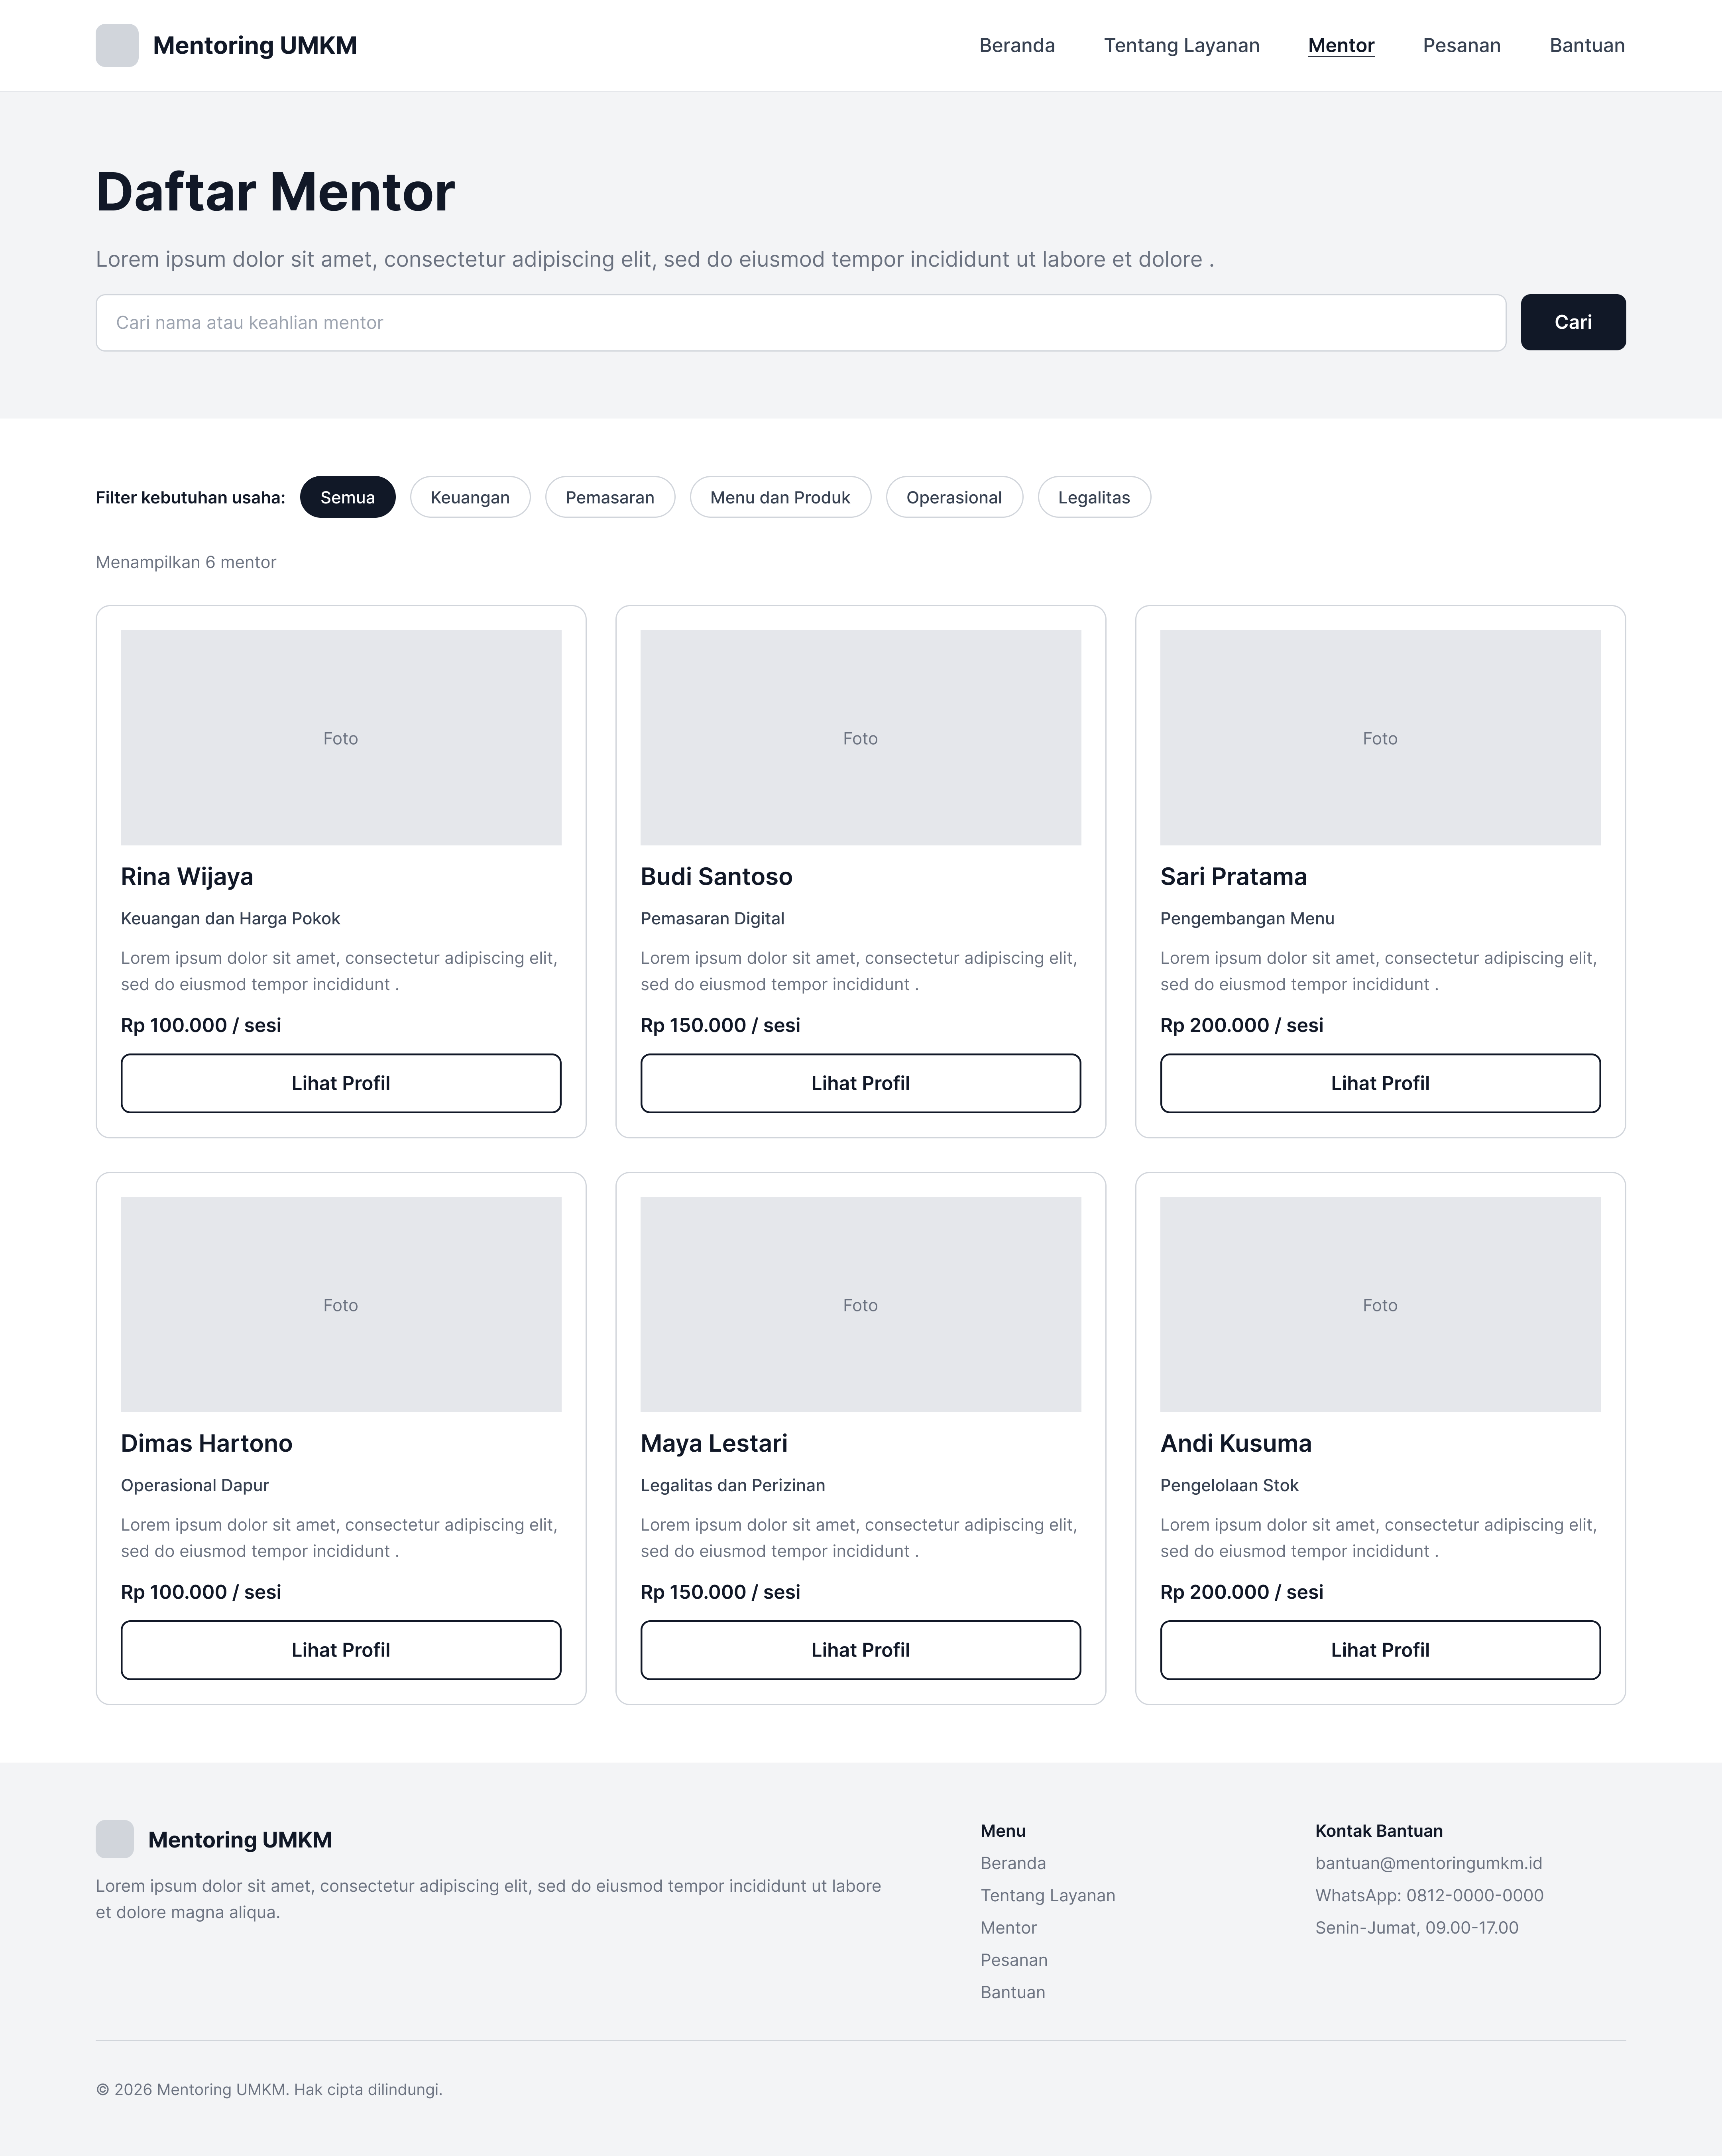 Mentoring UMKM
Beranda Tentang Layanan Mentor Pesanan Bantuan
Daftar Mentor
Lorem ipsum dolor sit amet, consectetur adipiscing elit, sed do eiusmod tempor incididunt ut labore et dolore .
Cari nama atau keahlian mentor
Cari
Filter kebutuhan usaha: Semua Keuangan Pemasaran Menu dan Produk Operasional Legalitas
Menampilkan 6 mentor
Foto
Rina Wijaya
Keuangan dan Harga Pokok
Lorem ipsum dolor sit amet, consectetur adipiscing elit,
sed do eiusmod tempor incididunt .
Rp 100.000 / sesi
Lihat Profil
Foto
Budi Santoso
Pemasaran Digital
Lorem ipsum dolor sit amet, consectetur adipiscing elit,
sed do eiusmod tempor incididunt .
Rp 150.000 / sesi
Lihat Profil
Foto
Sari Pratama
Pengembangan Menu
Lorem ipsum dolor sit amet, consectetur adipiscing elit,
sed do eiusmod tempor incididunt .
Rp 200.000 / sesi
Lihat Profil
Foto
Dimas Hartono
Operasional Dapur
Lorem ipsum dolor sit amet, consectetur adipiscing elit,
sed do eiusmod tempor incididunt .
Rp 100.000 / sesi
Lihat Profil
Foto
Maya Lestari
Legalitas dan Perizinan
Lorem ipsum dolor sit amet, consectetur adipiscing elit,
sed do eiusmod tempor incididunt .
Rp 150.000 / sesi
Lihat Profil
Foto
Andi Kusuma
Pengelolaan Stok
Lorem ipsum dolor sit amet, consectetur adipiscing elit,
sed do eiusmod tempor incididunt .
Rp 200.000 / sesi
Lihat Profil
Mentoring UMKM
Lorem ipsum dolor sit amet, consectetur adipiscing elit, sed do eiusmod tempor incididunt ut labore
et dolore magna aliqua.
Menu
Beranda
Tentang Layanan
Mentor
Pesanan
Bantuan
Kontak Bantuan
bantuan@mentoringumkm.id
WhatsApp: 0812-0000-0000
Senin-Jumat, 09.00-17.00
© 2026 Mentoring UMKM. Hak cipta dilindungi.